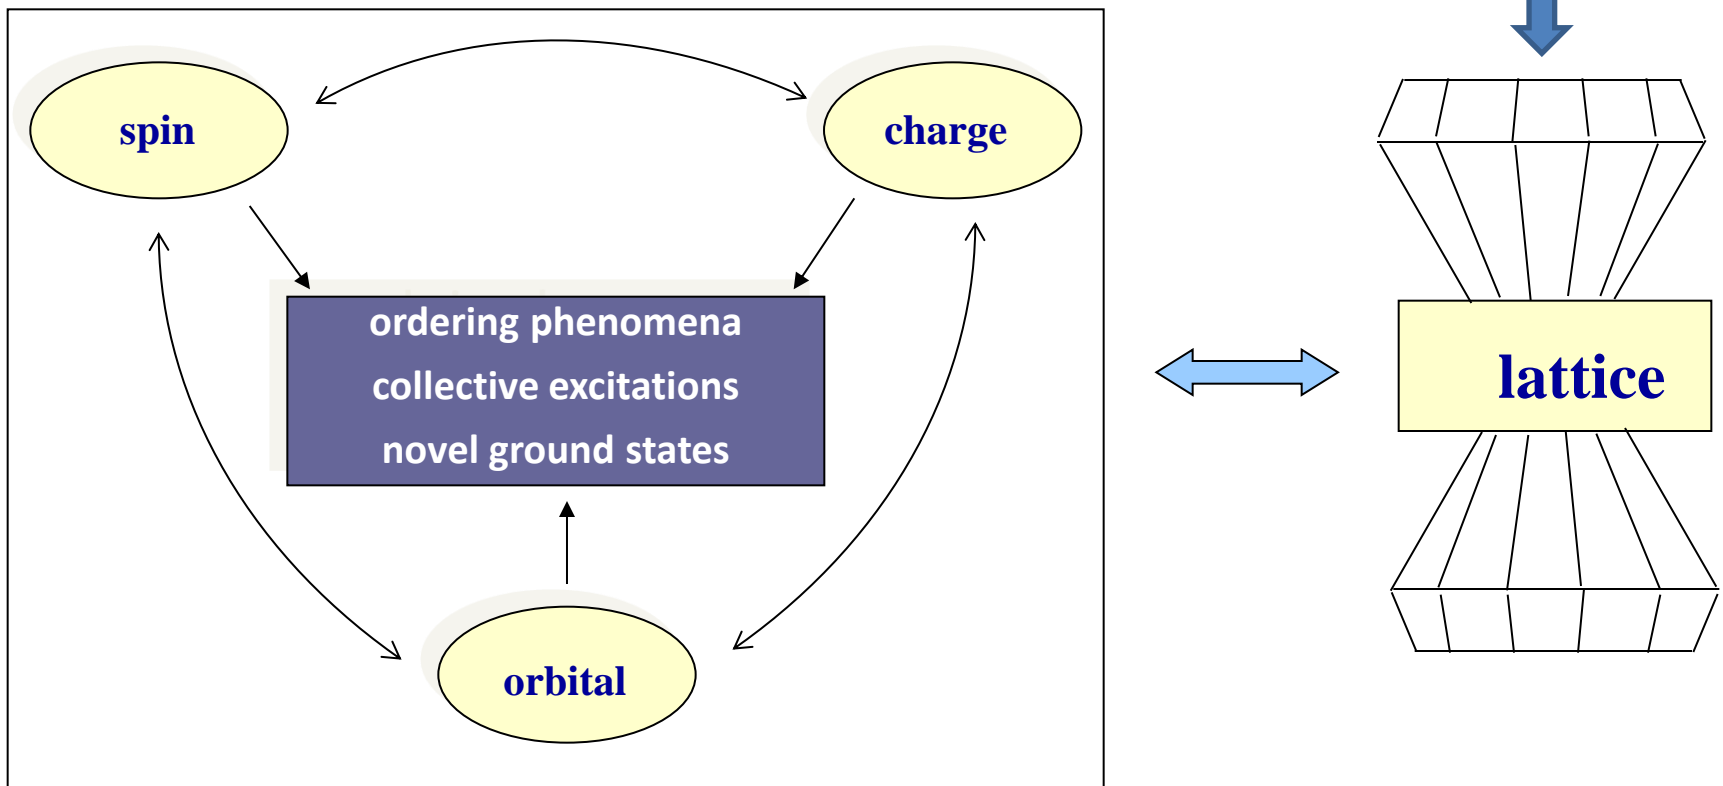 spin
charge
ordering phenomena
collective excitations
novel ground states
lattice
orbital